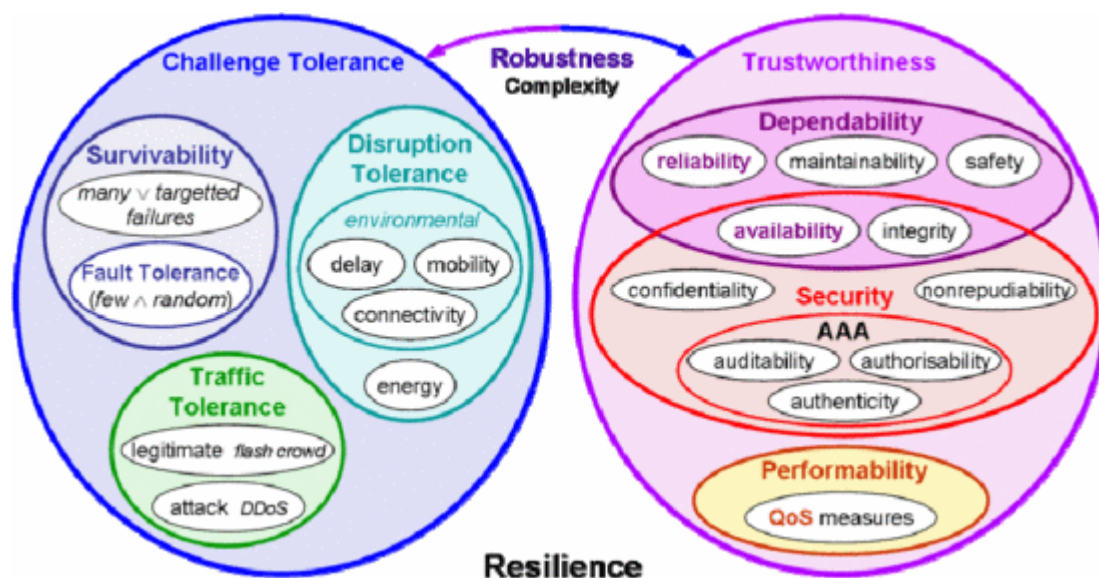 Challenge Tolerance
Survivability
many ∨ targetted
failures
Fault Tolerance
(few ∧ random)
Disruption
Tolerance
environmental
delay
mobility
connectivity
energy
Traffic
Tolerance
legitimate flash crowd
attack DDoS
Robustness
Complexity
Trustworthiness
Dependability
reliability
maintainability
safety
availability
integrity
confidentiality
Security
nonrepudiability
AAA
auditability
authorisability
authenticity
Performability
QoS measures
Resilience